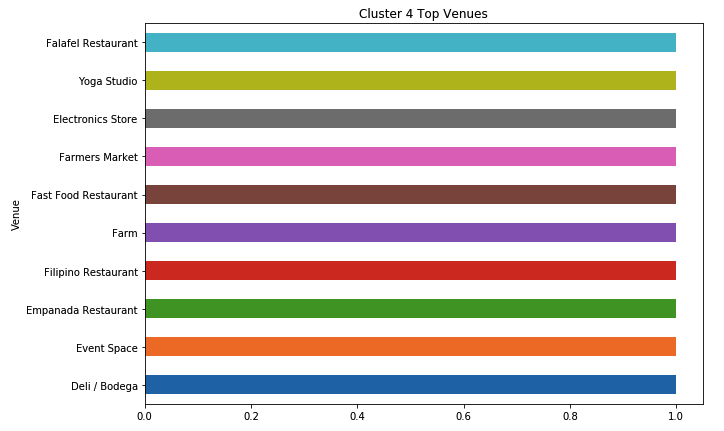 Cluster 4 Top Venues
Falafel Restaurant
Yoga Studio
Electronics Store
Farmers Market
Fast Food Restaurant
Farm
Filipino Restaurant
Empanada Restaurant
Event Space
Deli / Bodega
Venue
0.0 0.2 0.4 0.6 0.8 1.0